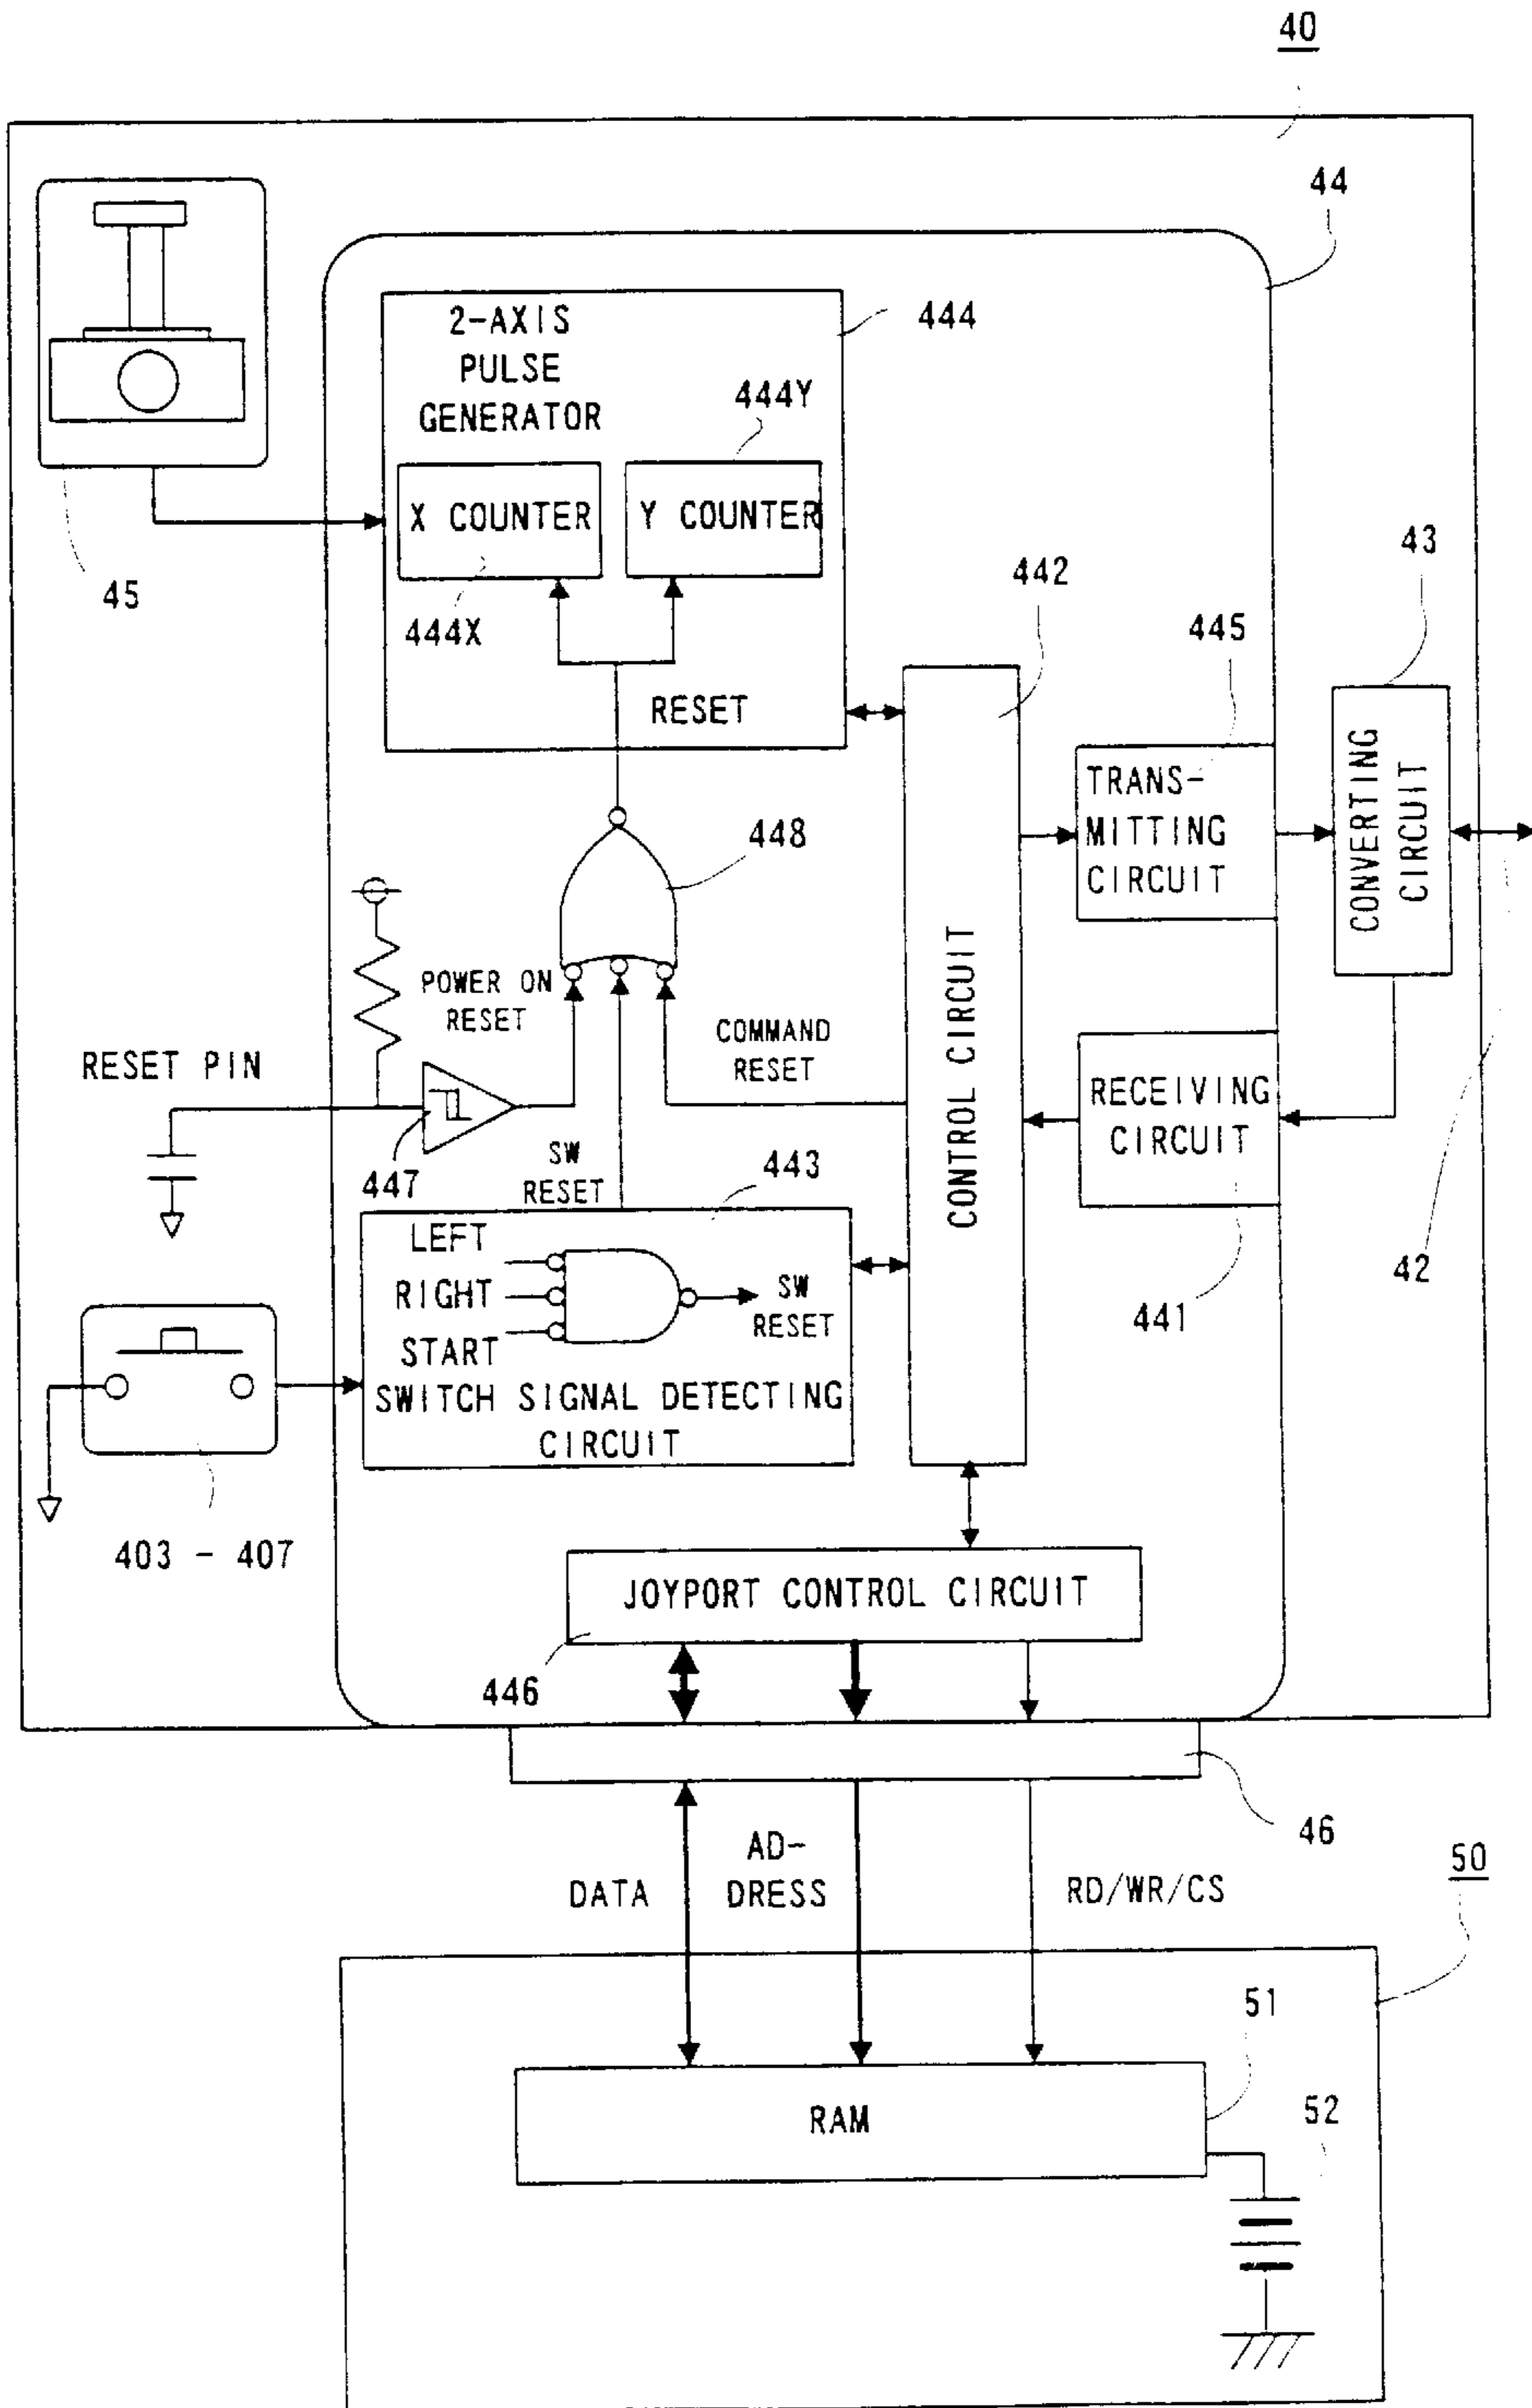 40
44
2-AXIS
PULSE
GENERATOR
444
444Y
X COUNTER
Y COUNTER
45
444X
43
442
445
RESET
TRANS-
MITTING
CIRCUIT
CONVERTING
CIRCUIT
448
CONTROL CIRCUIT
POWER ON
RESET
COMMAND
RESET
RESET PIN
RECEIVING
CIRCUIT
447
SW
RESET
443
42
LEFT
RIGHT
START
SW
RESET
441
SWITCH SIGNAL DETECTING
CIRCUIT
403 - 407
JOYPORT CONTROL CIRCUIT
446
46
DATA
AD-
DRESS
RD/WR/CS
50
51
RAM
52